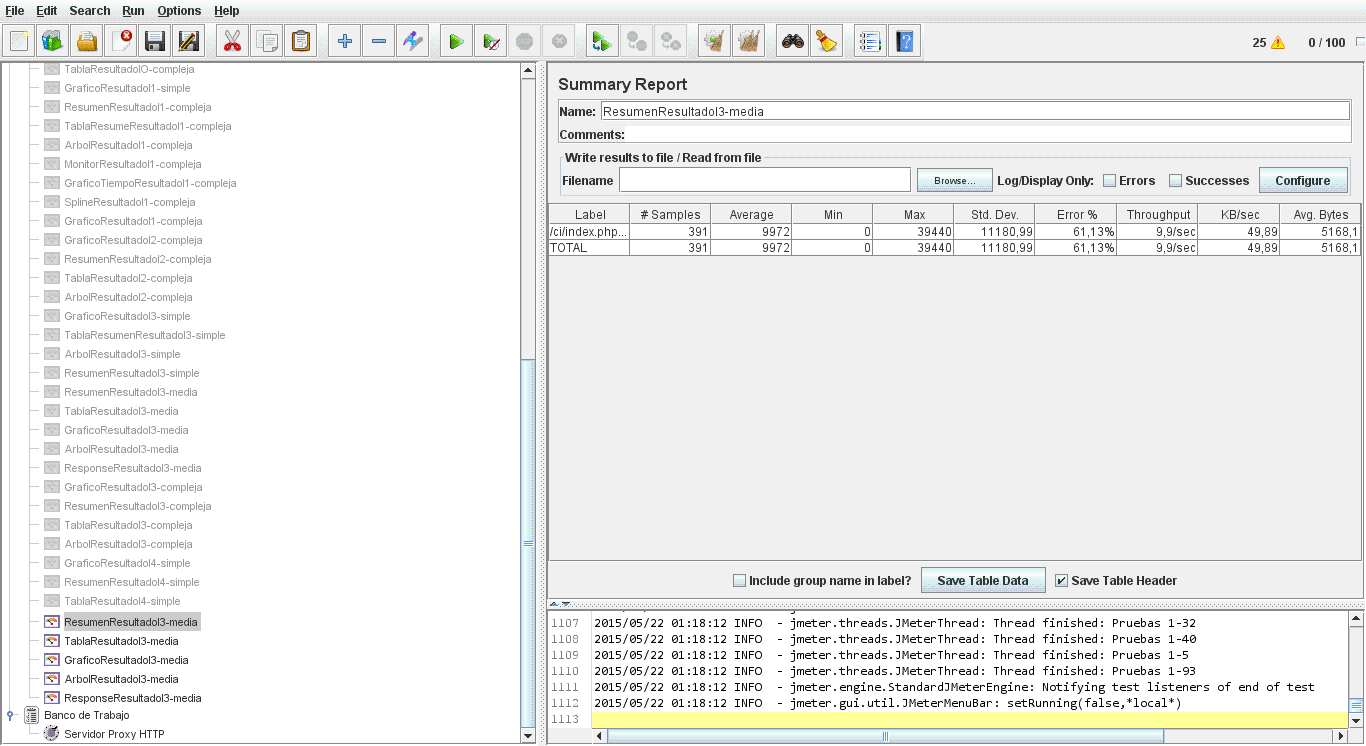 File Edit Search Run Options Help
25 0 / 100
TablaResultadolO-compleja
GraficoResultadol1-simple
ResumenResultadol1-compleja
TablaResumeResultadol1-compleja
ArbolResultadol1-compleja
MonitorResultadol1-compleja
GraficoTiempoResultadol1-compleja
SplineResultadol1-compleja
GraficoResultadol1-compleja
GraficoResultadol2-compleja
ResumenResultadol2-compleja
TablaResultadol2-compleja
ArbolResultadol2-compleja
GraficoResultadol3-simple
TablaResumenResultadol3-simple
ArbolResultadol3-simple
ResumenResultadol3-simple
ResumenResultadol3-media
TablaResultadol3-media
GraficoResultadol3-media
ArbolResultadol3-media
ResponseResultadol3-media
GraficoResultadol3-compleja
ResumenResultadol3-compleja
TablaResultadol3-compleja
ArbolResultadol3-compleja
GraficoResultadol4-simple
ResumenResultadol4-simple
TablaResultadol4-simple
ResumenResultadol3-media
TablaResultadol3-media
GraficoResultadol3-media
ArbolResultadol3-media
ResponseResultadol3-media
Banco de Trabajo
Servidor Proxy HTTP
Summary Report
Name: ResumenResultadol3-media
Comments:
Write results to file / Read from file
Filename Browse... Log/Display Only: Errors Successes Configure
Label # Samples Average Min Max Std. Dev. Error % Throughput KB/sec Avg. Bytes
/ci/index.php... 391 9972 0 39440 11180,99 61,13% 9,9/sec 49,89 5168,1
TOTAL 391 9972 0 39440 11180,99 61,13% 9,9/sec 49,89 5168,1
Include group name in label? Save Table Data Save Table Header
1107 2015/05/22 01:18:12 INFO - jmeter.threads.JMeterThread: Thread finished: Pruebas 1-32
1108 2015/05/22 01:18:12 INFO - jmeter.threads.JMeterThread: Thread finished: Pruebas 1-40
1109 2015/05/22 01:18:12 INFO - jmeter.threads.JMeterThread: Thread finished: Pruebas 1-5
1110 2015/05/22 01:18:12 INFO - jmeter.threads.JMeterThread: Thread finished: Pruebas 1-93
1111 2015/05/22 01:18:12 INFO - jmeter.engine.StandardJMeterEngine: Notifying test listeners of end of test
1112 2015/05/22 01:18:12 INFO - jmeter.gui.util.JMeterMenuBar: setRunning(false,*local*)
1113